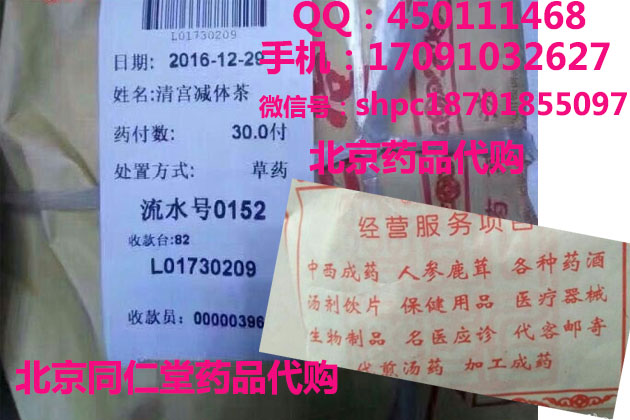 QQ：450111468
手机：17091032627
微信号：shpc18701855097
北京药品代购
L01730209
日期：2016-12-29
姓名:清宫减体茶
药付数： 30.0付
处置方式： 草药
流水号0152
收款台:82
L01730209
收款员：00000396
经营服务项目
中西成药 人参鹿茸 各种药酒
汤剂饮片 保健用品 医疗器械
生物制品 名医应诊 代客邮寄
代煎汤药 加工成药
北京同仁堂药品代购